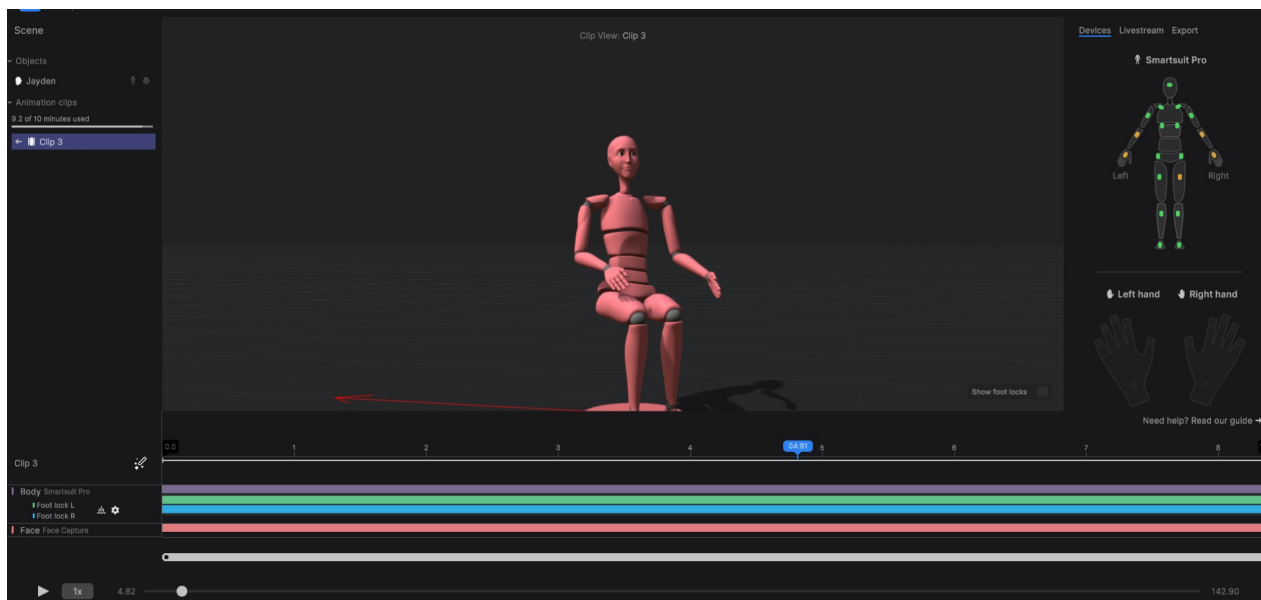 Scene
Clip View: Clip 3
Devices Livestream Export
Objects
Smartsuit Pro
Jayden
Animation clips
9.2 of 10 minutes used
Clip 3
Left
Right
Left hand
Right hand
Show foot locks
Need help? Read our guide →
0.0 1 2 3 4 04:81 5 6 7 8
Clip 3
Body Smartsuit Pro
Foot lock L
Foot lock R
Face Face Capture
1x 4.82 142.90